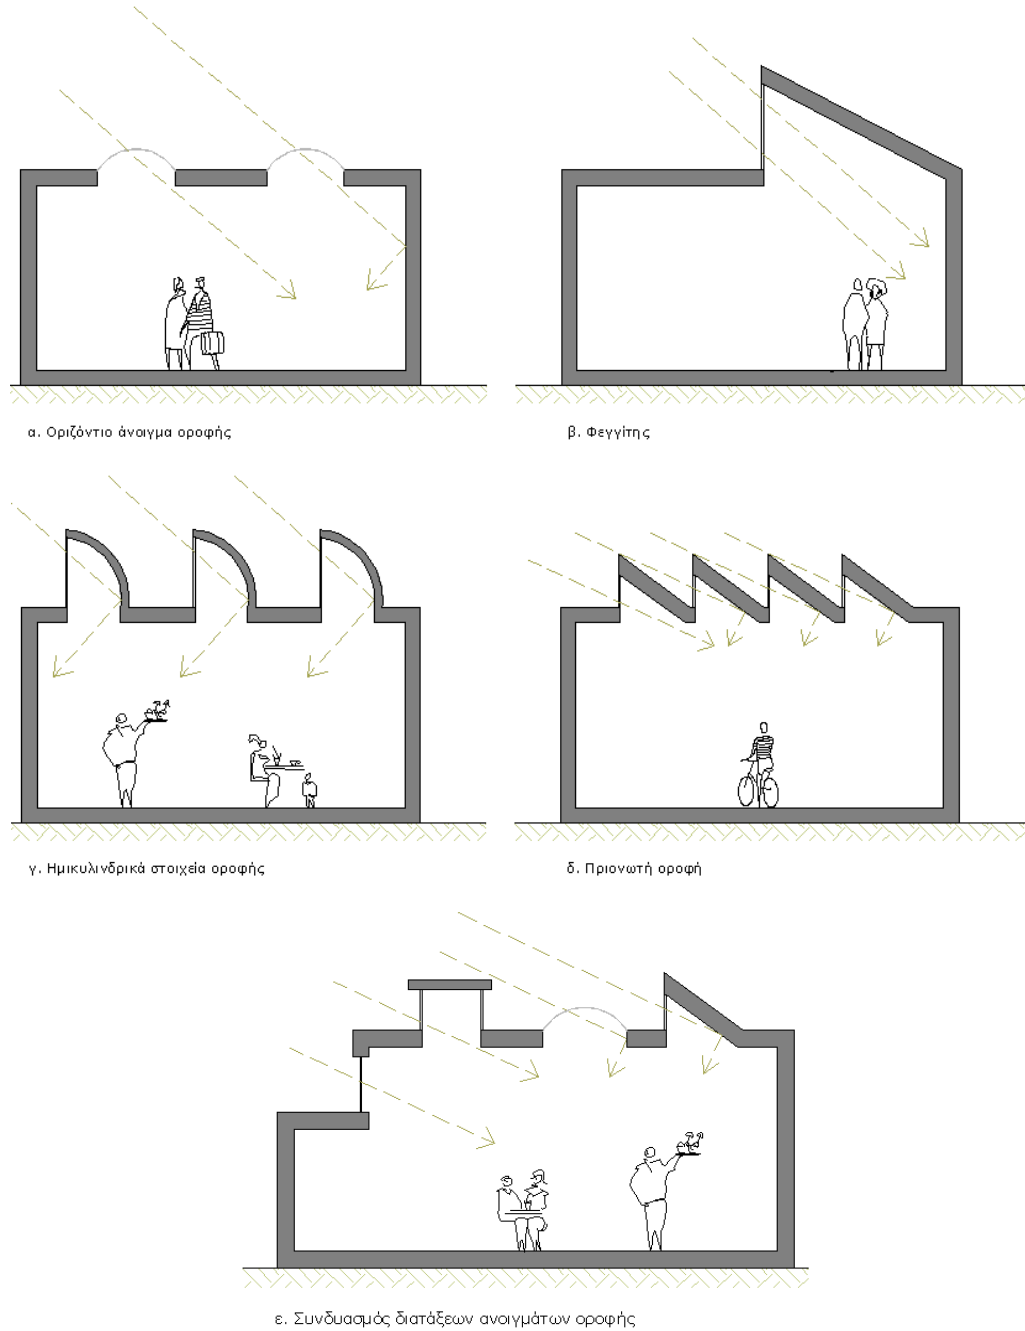 α. Οριζόντιο άνοιγμα οροφής
β. Φεγγίτης
γ. Ημικυλινδρικά στοιχεία οροφής
δ. Πριονωτή οροφή
ε. Συνδυασμός διατάξεων ανοιγμάτων οροφής